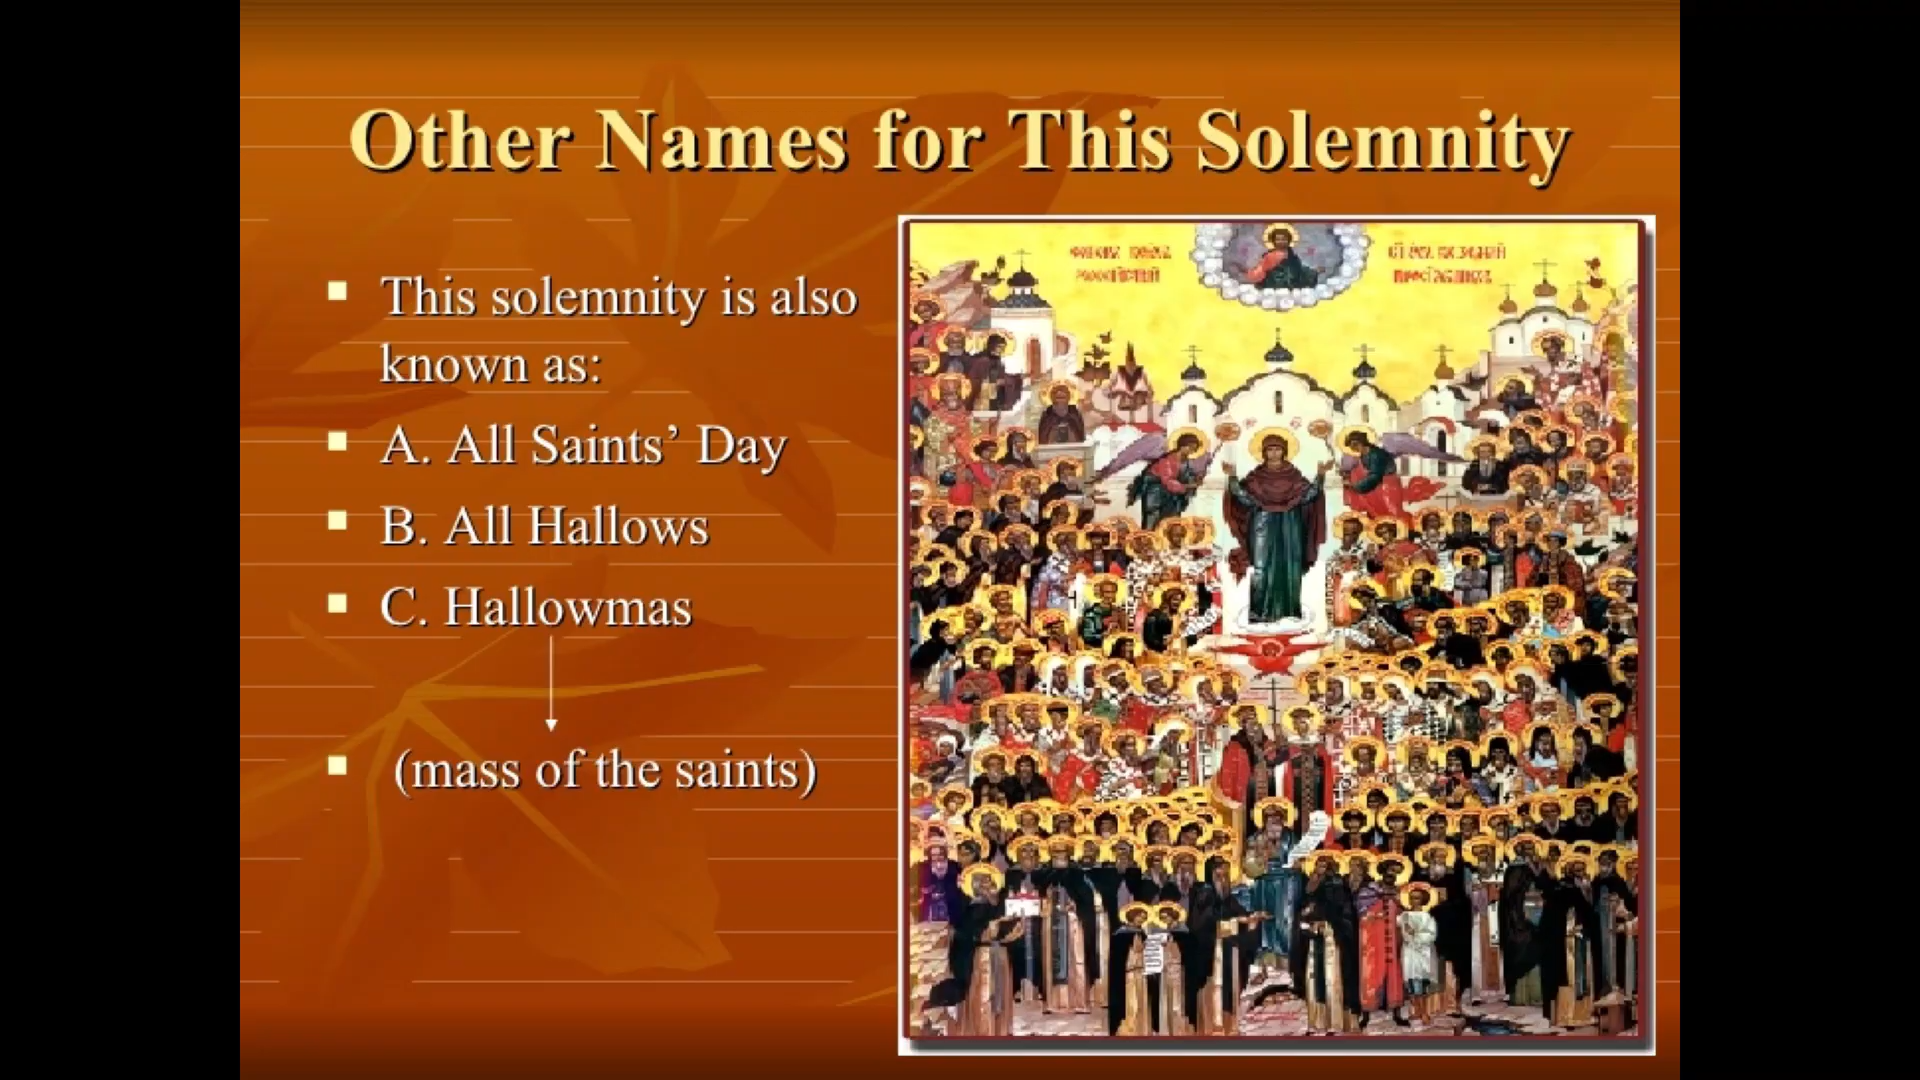 Other Names for This Solemnity
This solemnity is also
known as:
A. All Saints’ Day
B. All Hallows
C. Hallowmas
(mass of the saints)